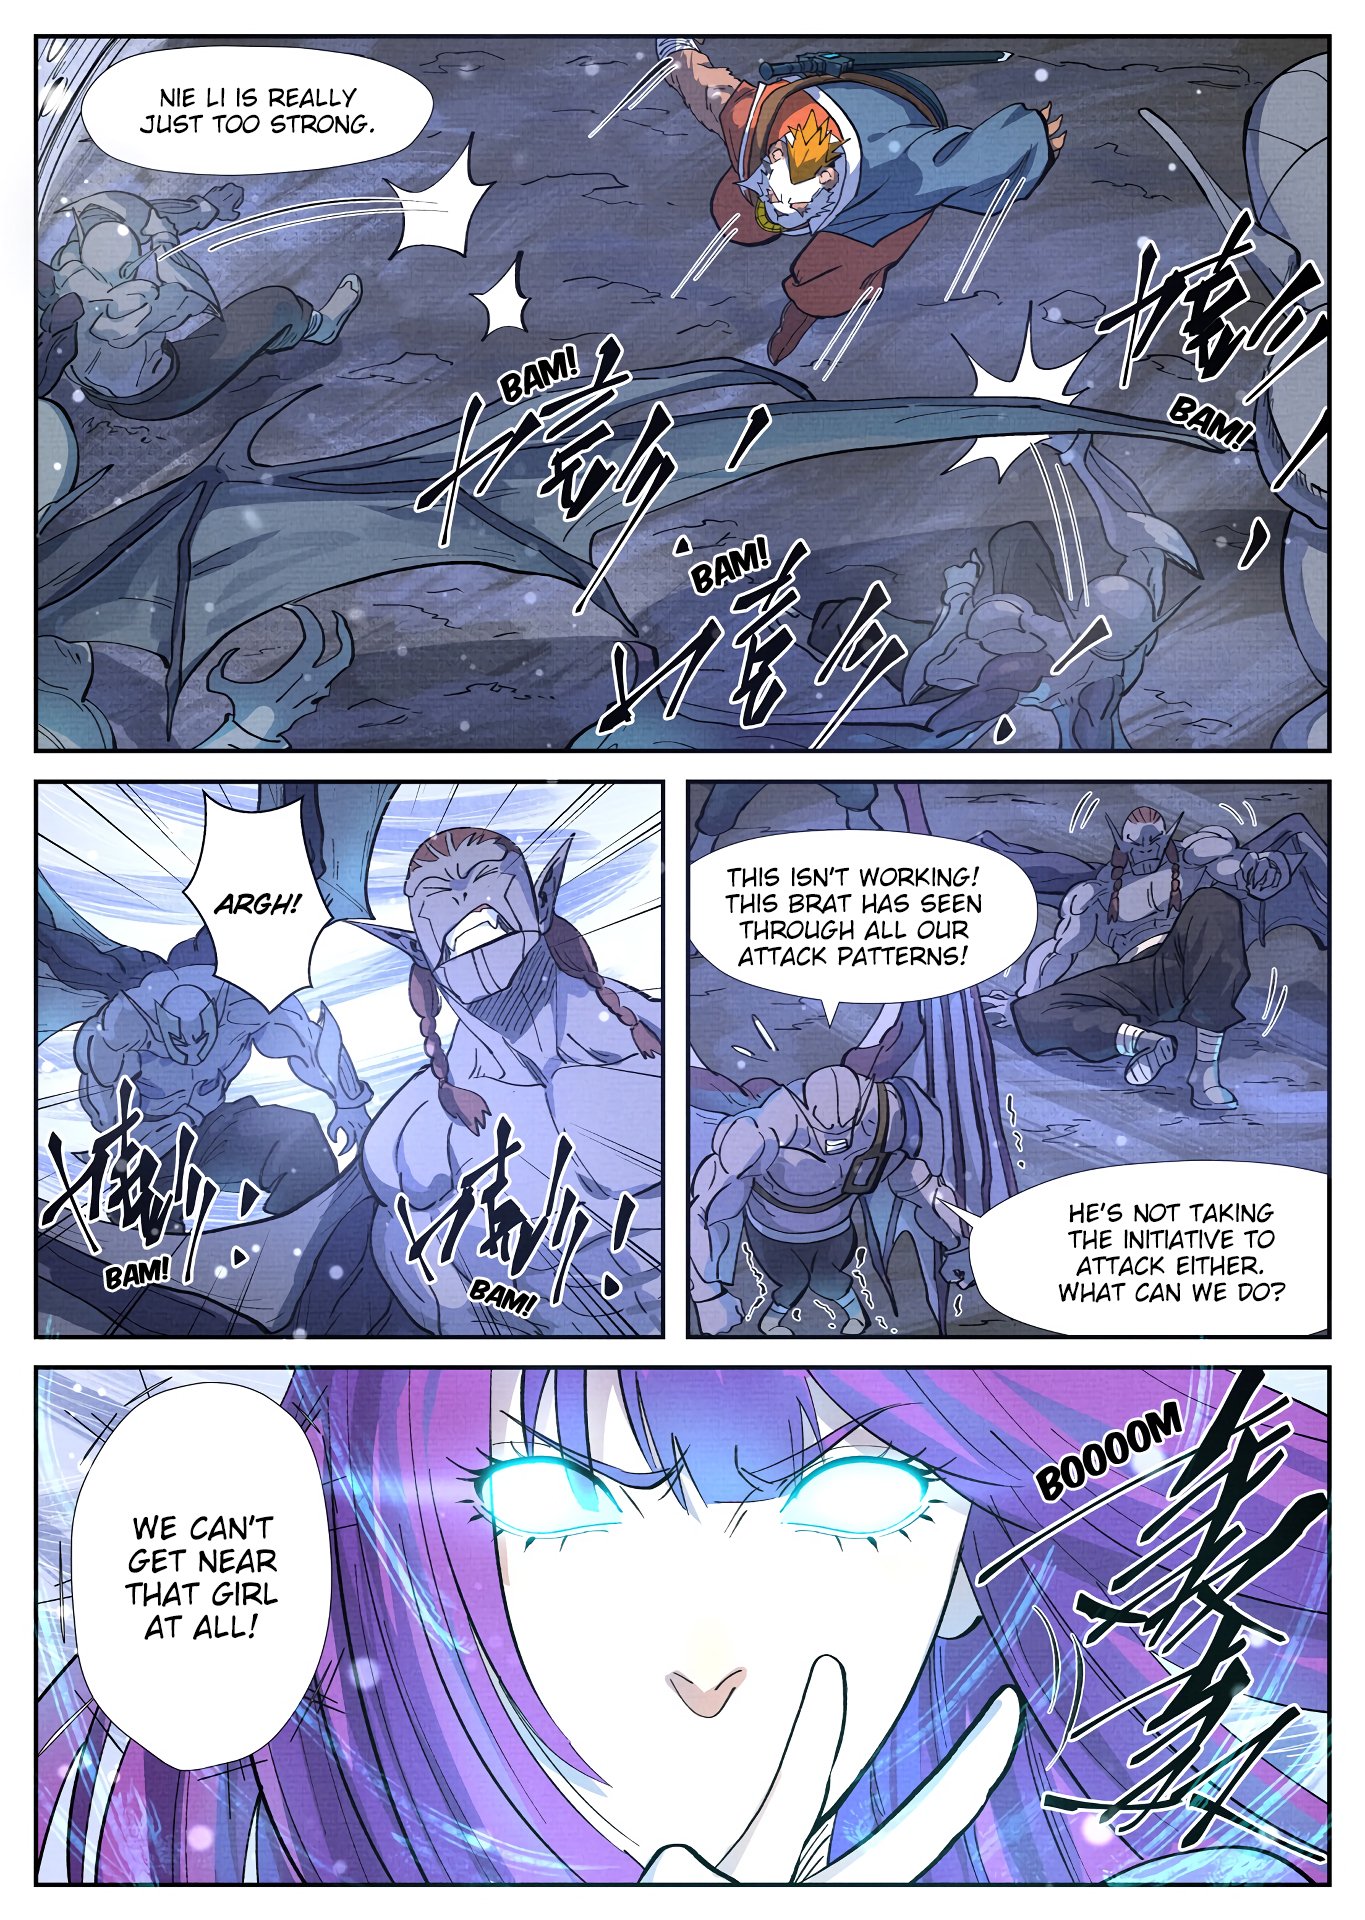 NIE LI IS REALLY
JUST TOO STRONG.
BAM!
BAM!
BAM!
ARGH!
BAM!
BAM!
THIS ISN'T WORKING!
THIS BRAT HAS SEEN
THROUGH ALL OUR
ATTACK PATTERNS!
HE'S NOT TAKING
THE INITIATIVE TO
ATTACK EITHER.
WHAT CAN WE DO?
WE CAN'T
GET NEAR
THAT GIRL
AT ALL!
BOOOOM